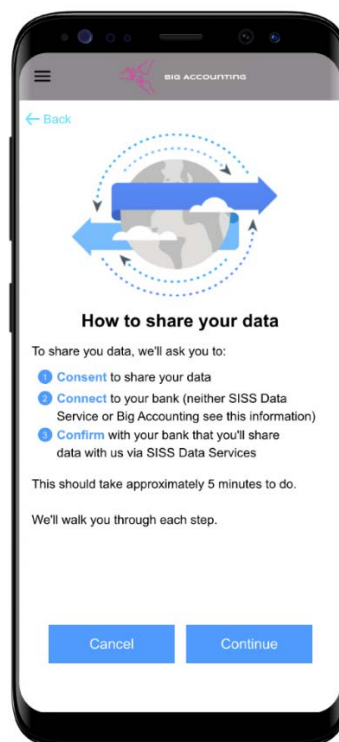 BIG ACCOUNTING
← Back
How to share your data
To share you data, we'll ask you to:
1 Consent to share your data
2 Connect to your bank (neither SISS Data
Service or Big Accounting see this information)
3 Confirm with your bank that you'll share
data with us via SISS Data Services
This should take approximately 5 minutes to do.
We'll walk you through each step.
Cancel Continue